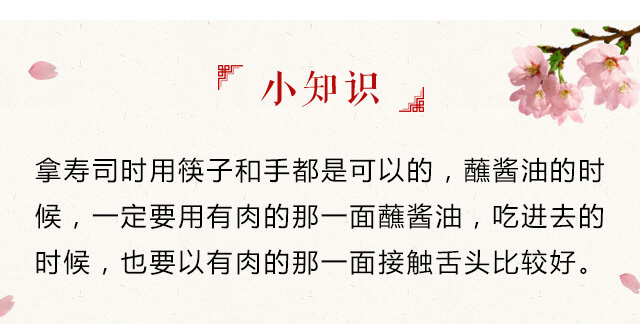 小知识
拿寿司时用筷子和手都是可以的，蘸酱油的时
候，一定要用有肉的那一面蘸酱油，吃进去的
时候，也要以有肉的那一面接触舌头比较好。